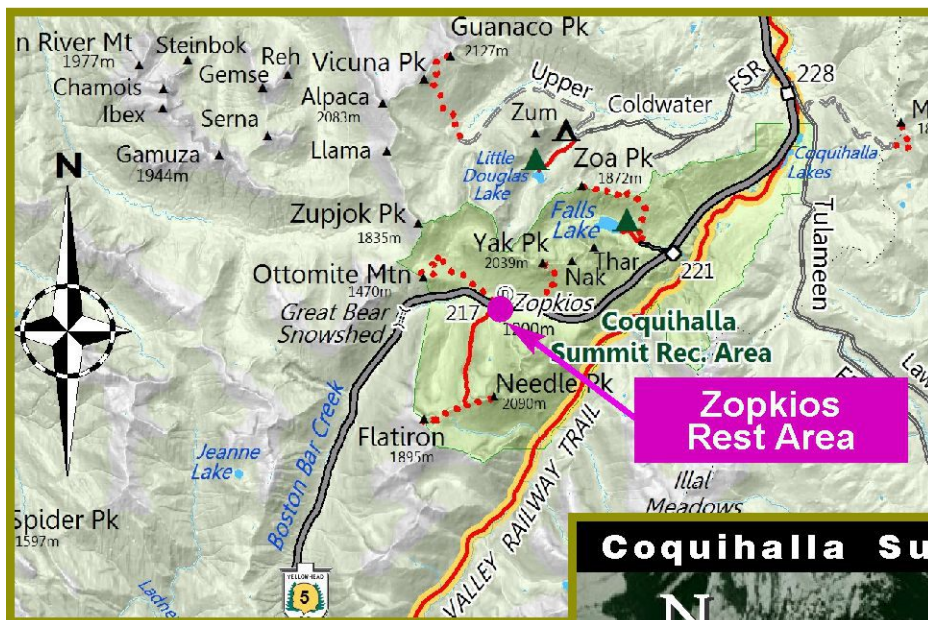 Guanaco Pk
2127m
n River Mt
1977m
Steinbok
Reh
Vicuna Pk
Chamois
Gemse
Ibex
Alpaca
2083m
Serna
Gamuza
1944m
Llama
Upper
Coldwater
FSR
228
Zum
Little
Douglas
Lake
Zoa Pk
1872m
Coquihalla
Lakes
M
18
N
Zupjok Pk
1835m
Falls
Lake
Yak Pk
2039m
Thar
Nak
221
Tulameen
Ottomite Mtn
1470m
Great Bear
Snowshed
217
Zopkios
1200m
Coquihalla
Summit Rec. Area
Law
Needle Pk
2090m
Zopkios
Rest Area
Flatiron
1895m
Jeanne
Lake
Boston Bar Creek
VALLEY RAILWAY TRAIL
Illal
Meadows
Spider Pk
1597m
Ladne
YELLOWHEAD
5
Coquihalla Su
N